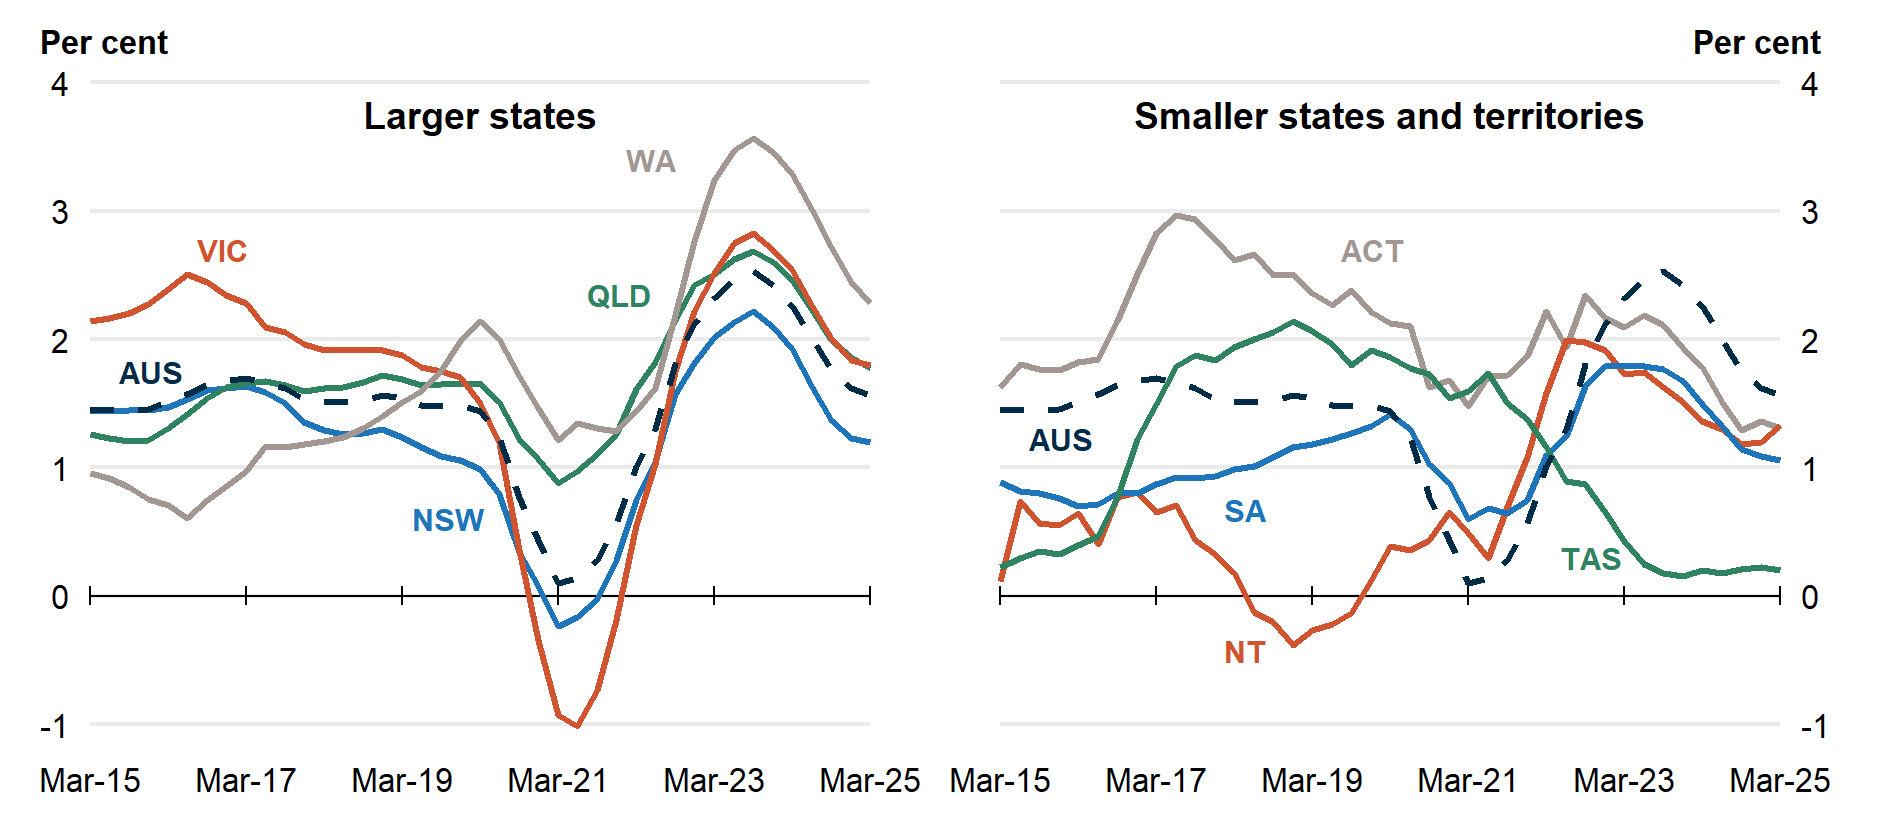 Per cent
Per cent
4
4
Larger states
Smaller states and territories
WA
VIC
ACT
3
3
QLD
2
2
AUS
AUS
1
1
NSW
SA
TAS
0
0
NT
-1
-1
Mar-15 Mar-17 Mar-19 Mar-21 Mar-23 Mar-25
Mar-15 Mar-17 Mar-19 Mar-21 Mar-23 Mar-25